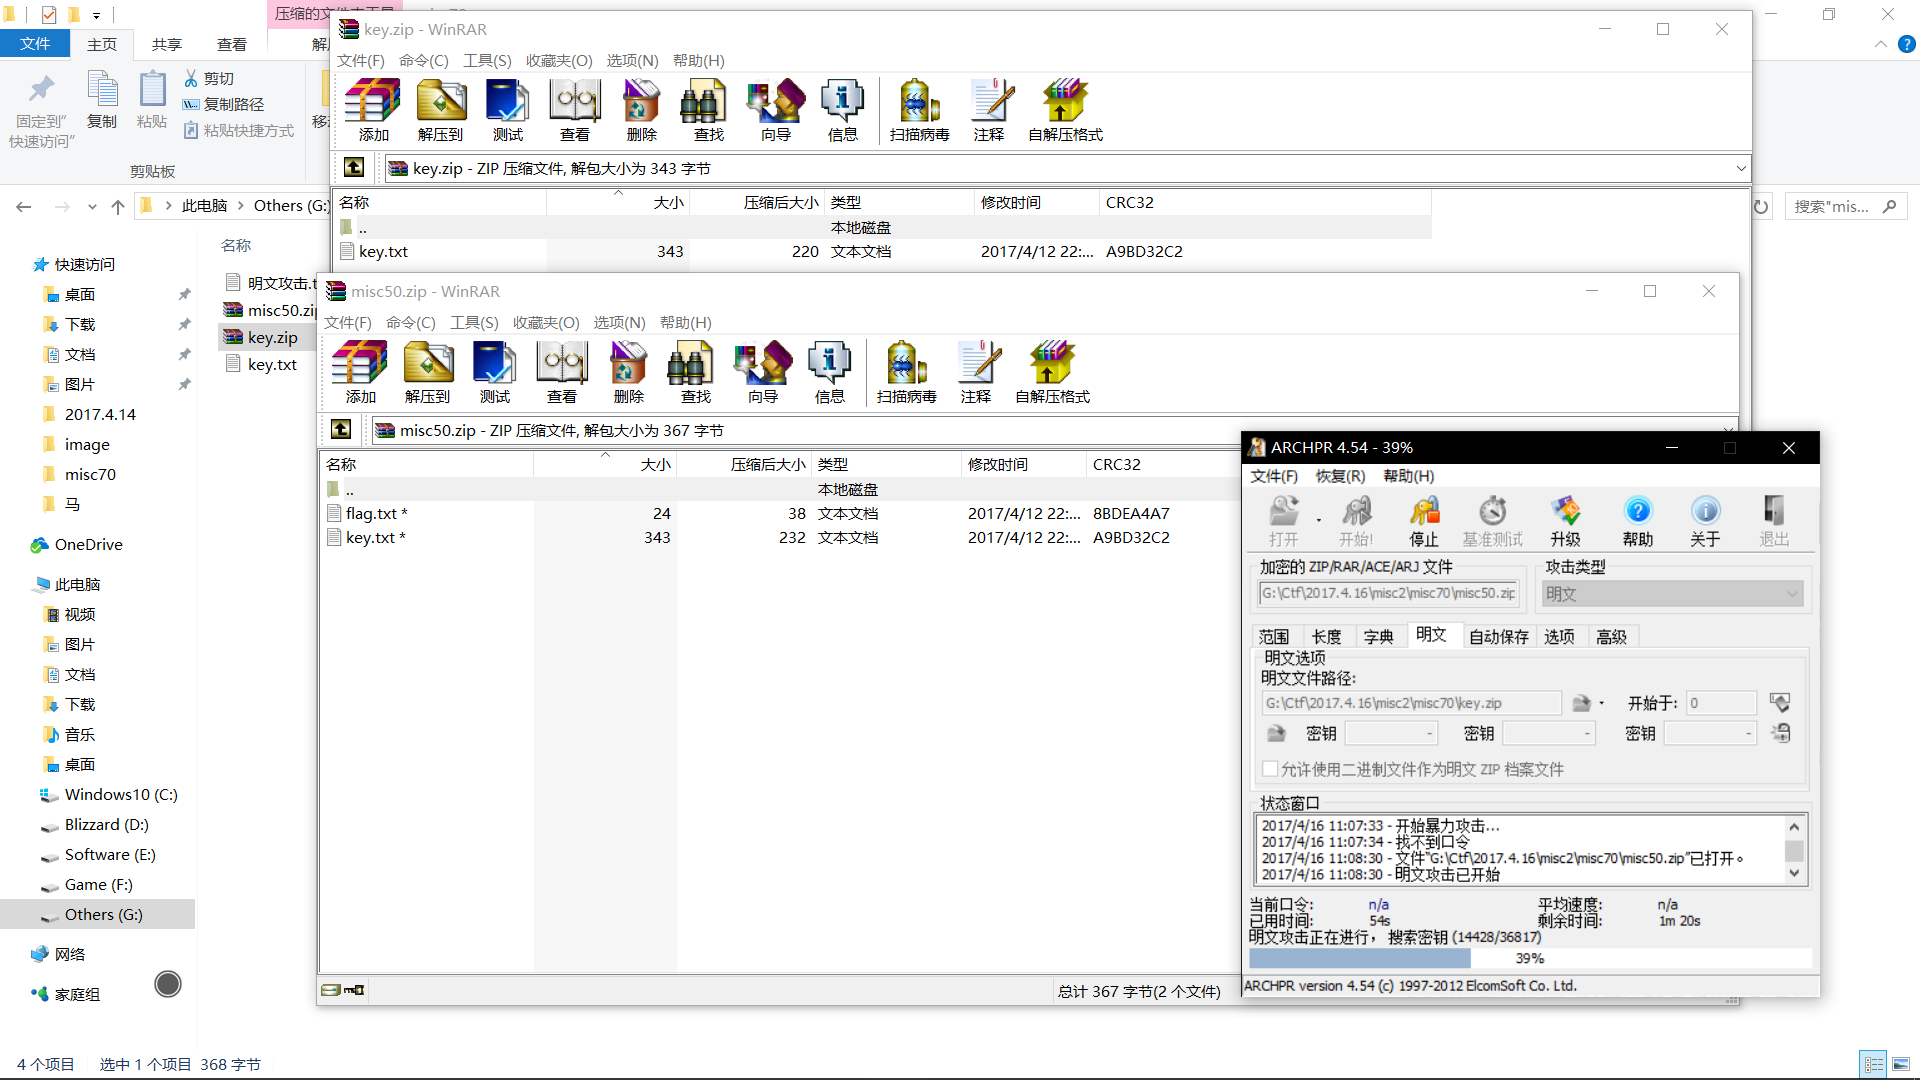 文件
主页
共享
查看
固定到“
快速访问”
复制
粘贴
剪切
复制路径
粘贴快捷方式
剪贴板
此电脑
Others (G:)
搜索"mis...
名称
明文攻击.t
misc50.zip
key.zip
key.txt
快速访问
桌面
下载
文档
图片
2017.4.14
image
misc70
马
OneDrive
此电脑
视频
图片
文档
下载
音乐
桌面
Windows10 (C:)
Blizzard (D:)
Software (E:)
Game (F:)
Others (G:)
网络
家庭组
4 个项目 选中 1 个项目 368 字节
key.zip - WinRAR
文件(F) 命令(C) 工具(S) 收藏夹(O) 选项(N) 帮助(H)
添加 解压到 测试 查看 删除 查找 向导 信息 扫描病毒 注释 自解压格式
key.zip - ZIP 压缩文件, 解包大小为 343 字节
名称 大小 压缩后大小 类型 修改时间 CRC32
.. 本地磁盘
key.txt 343 220 文本文档 2017/4/12 22:... A9BD32C2
misc50.zip - WinRAR
文件(F) 命令(C) 工具(S) 收藏夹(O) 选项(N) 帮助(H)
添加 解压到 测试 查看 删除 查找 向导 信息 扫描病毒 注释 自解压格式
misc50.zip - ZIP 压缩文件, 解包大小为 367 字节
名称 大小 压缩后大小 类型 修改时间 CRC32
.. 本地磁盘
flag.txt * 24 38 文本文档 2017/4/12 22:... 8BDEA4A7
key.txt * 343 232 文本文档 2017/4/12 22:... A9BD32C2
总计 367 字节(2 个文件)
ARCHPR 4.54 - 39%
文件(F) 恢复(R) 帮助(H)
打开 开始! 停止 基准测试 升级 帮助 关于 退出
加密的 ZIP/RAR/ACE/ARJ 文件 攻击类型
G:\Ctf\2017.4.16\misc2\misc70\misc50.zip 明文
范围 长度 字典 明文 自动保存 选项 高级
明文选项
明文文件路径:
G:\Ctf\2017.4.16\misc2\misc70\key.zip 开始于: 0
密钥 - 密钥 - 密钥 -
允许使用二进制文件作为明文 ZIP 档案文件
状态窗口
2017/4/16 11:07:33 - 开始暴力攻击...
2017/4/16 11:07:34 - 找不到口令
2017/4/16 11:08:30 - 文件“G:\Ctf\2017.4.16\misc2\misc70\misc50.zip”已打开。
2017/4/16 11:08:30 - 明文攻击已开始
当前口令: n/a 平均速度: n/a
已用时间: 54s 剩余时间: 1m 20s
明文攻击正在进行， 搜索密钥 (14428/36817)
39%
ARCHPR version 4.54 (c) 1997-2012 ElcomSoft Co. Ltd.